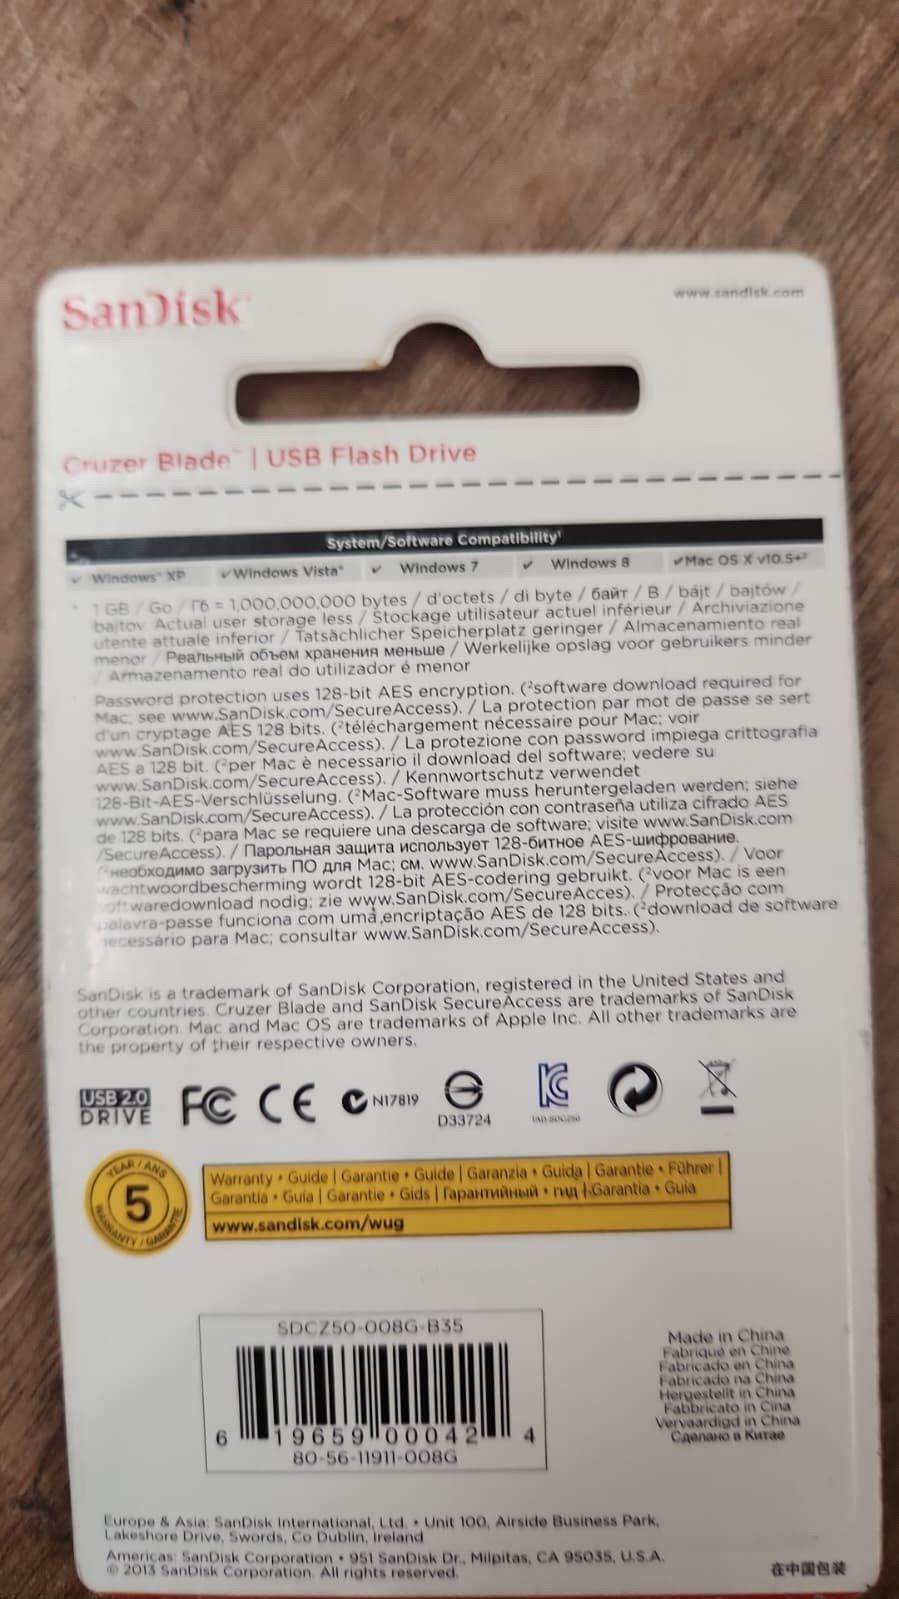 SanDisk
www.sandisk.com
Cruzer Blade™ | USB Flash Drive
System/Software Compatibility¹
✓ Windows® XP ✓Windows Vista® ✓ Windows 7 ✓ Windows 8 ✓Mac OS X v10.5+²
* 1 GB / Go / Гб = 1,000,000,000 bytes / d'octets / di byte / байт / B / bájt / bajtów /
bajtov. Actual user storage less / Stockage utilisateur actuel inférieur / Archiviazione
utente attuale inferior / Tatsächlicher Speicherplatz geringer / Almacenamiento real
menor / Реальный объем хранения меньше / Werkelijke opslag voor gebruikers minder
/ Armazenamento real do utilizador é menor
Password protection uses 128-bit AES encryption. (²software download required for
Mac, see www.SanDisk.com/SecureAccess). / La protection par mot de passe se sert
d'un cryptage AES 128 bits. (²téléchargement nécessaire pour Mac; voir
www.SanDisk.com/SecureAccess). / La protezione con password impiega crittografia
AES a 128 bit. (²per Mac è necessario il download del software; vedere su
www.SanDisk.com/SecureAccess). / Kennwortschutz verwendet
128-Bit-AES-Verschlüsselung. (²Mac-Software muss heruntergeladen werden; siehe
www.SanDisk.com/SecureAccess). / La protección con contraseña utiliza cifrado AES
de 128 bits. (²para Mac se requiere una descarga de software; visite www.SanDisk.com
/SecureAccess). / Парольная защита использует 128-битное AES-шифрование.
(²необходимо загрузить ПО для Mac; см. www.SanDisk.com/SecureAccess). / Voor
wachtwoordbescherming wordt 128-bit AES-codering gebruikt. (²voor Mac is een
softwaredownload nodig; zie www.SanDisk.com/SecureAcces). / Protecção com
palavra-passe funciona com uma encriptação AES de 128 bits. (²download de software
necessário para Mac; consultar www.SanDisk.com/SecureAccess).
SanDisk is a trademark of SanDisk Corporation, registered in the United States and
other countries. Cruzer Blade and SanDisk SecureAccess are trademarks of SanDisk
Corporation. Mac and Mac OS are trademarks of Apple Inc. All other trademarks are
the property of their respective owners.
USB 2.0
DRIVE
FC CE N17819
D33724
YEAR / ANS
5
WARRANTY / GARANTIE
Warranty • Guide | Garantie • Guide | Garanzia • Guida | Garantie • Führer |
Garantía • Guía | Garantie • Gids | Гарантийный • гид | Garantia • Guia
www.sandisk.com/wug
SDCZ50-008G-B35
6 19659 00042 4
80-56-11911-008G
Made in China
Fabriqué en Chine
Fabricado en China
Fabricado na China
Hergestellt in China
Fabbricato in Cina
Vervaardigd in China
Сделано в Китае
Europe & Asia: SanDisk International, Ltd. • Unit 100, Airside Business Park,
Lakeshore Drive, Swords, Co Dublin, Ireland
Americas: SanDisk Corporation • 951 SanDisk Dr., Milpitas, CA 95035, U.S.A.
© 2013 SanDisk Corporation. All rights reserved.
在中国包装